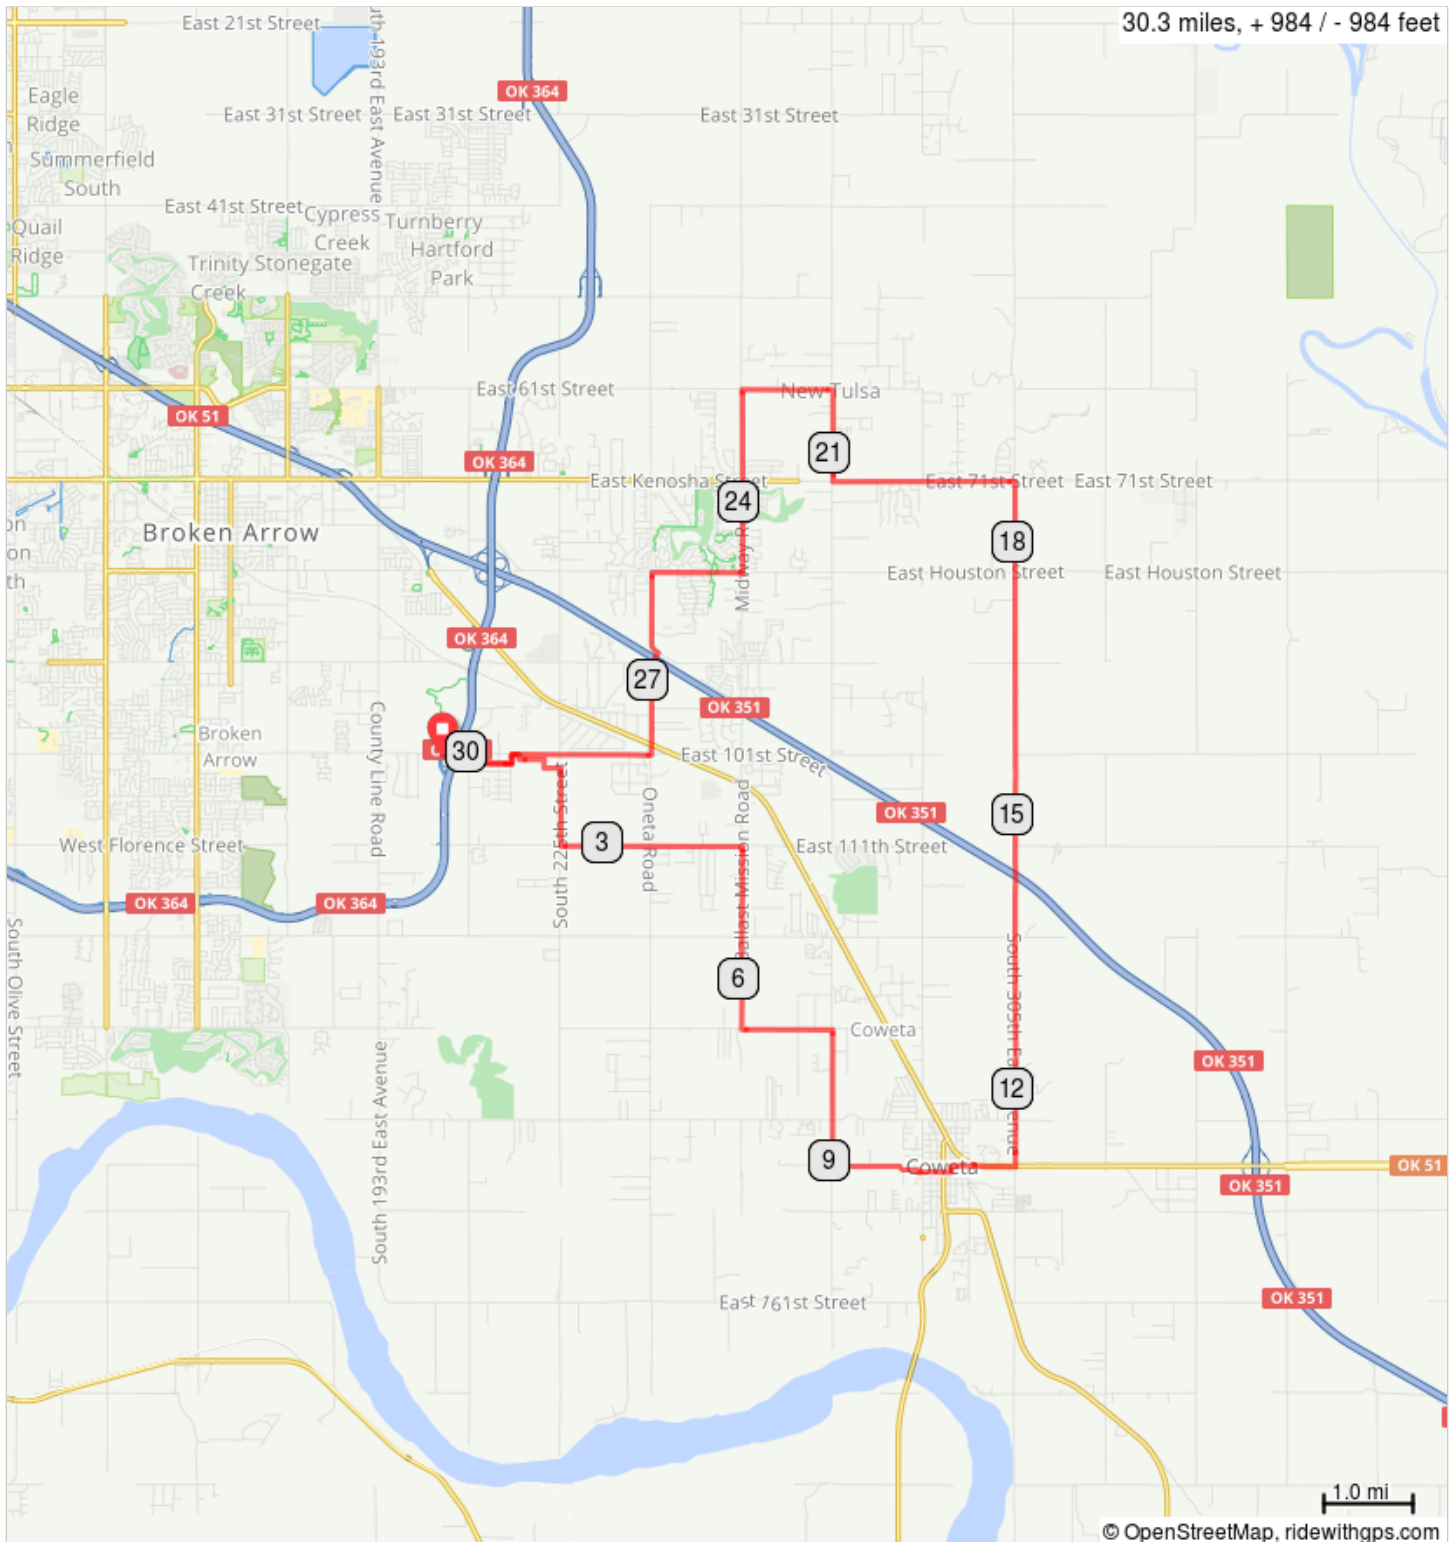 30.3 miles, + 984 / - 984 feet
East 21st Street
OK 364
Eagle
Ridge
East 31st Street
East 31st Street
East 31st Street
193rd East Avenue
Summerfield
South
East 41st Street
Cypress
Creek
Turnberry
Quail
Ridge
Hartford
Park
Trinity
Creek
Stonegate
East 61st Street
New Tulsa
OK 51
21
OK 364
East Kenosha Street
East 71st Street
East 71st Street
24
Broken Arrow
18
East Houston Street
East Houston Street
Midway
OK 364
27
OK 351
County Line Road
Broken
Arrow
30
East 101st Street
South 225th Street
Oneta Road
OK 351
15
West Florence Street
3
East 111th Street
Mission Road
OK 364
OK 364
South Olive Street
South 305th
6
Coweta
South 193rd East Avenue
OK 351
12
9
Coweta
OK 51
OK 351
East 161st Street
OK 351
1.0 mi
© OpenStreetMap, ridewithgps.com